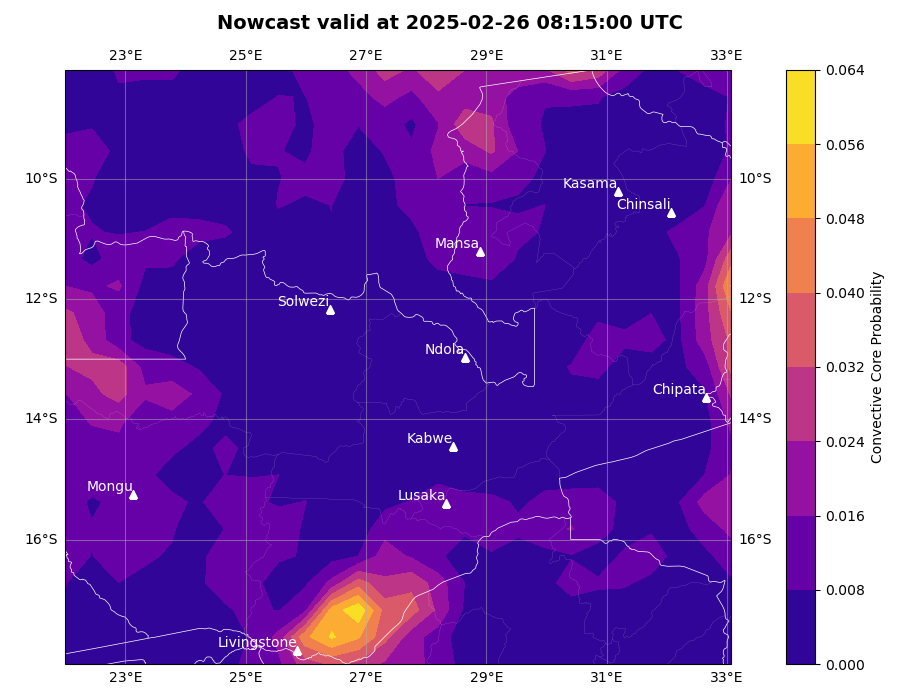 Nowcast valid at 2025-02-26 08:15:00 UTC
23°E 25°E 27°E 29°E 31°E 33°E
0.064
0.056
0.048
0.040
0.032
0.024
0.016
0.008
0.000
Convective Core Probability
10°S 10°S
12°S 12°S
14°S 14°S
16°S 16°S
Kasama
Chinsali
Mansa
Solwezi
Ndola
Chipata
Kabwe
Mongu
Lusaka
Livingstone
23°E 25°E 27°E 29°E 31°E 33°E